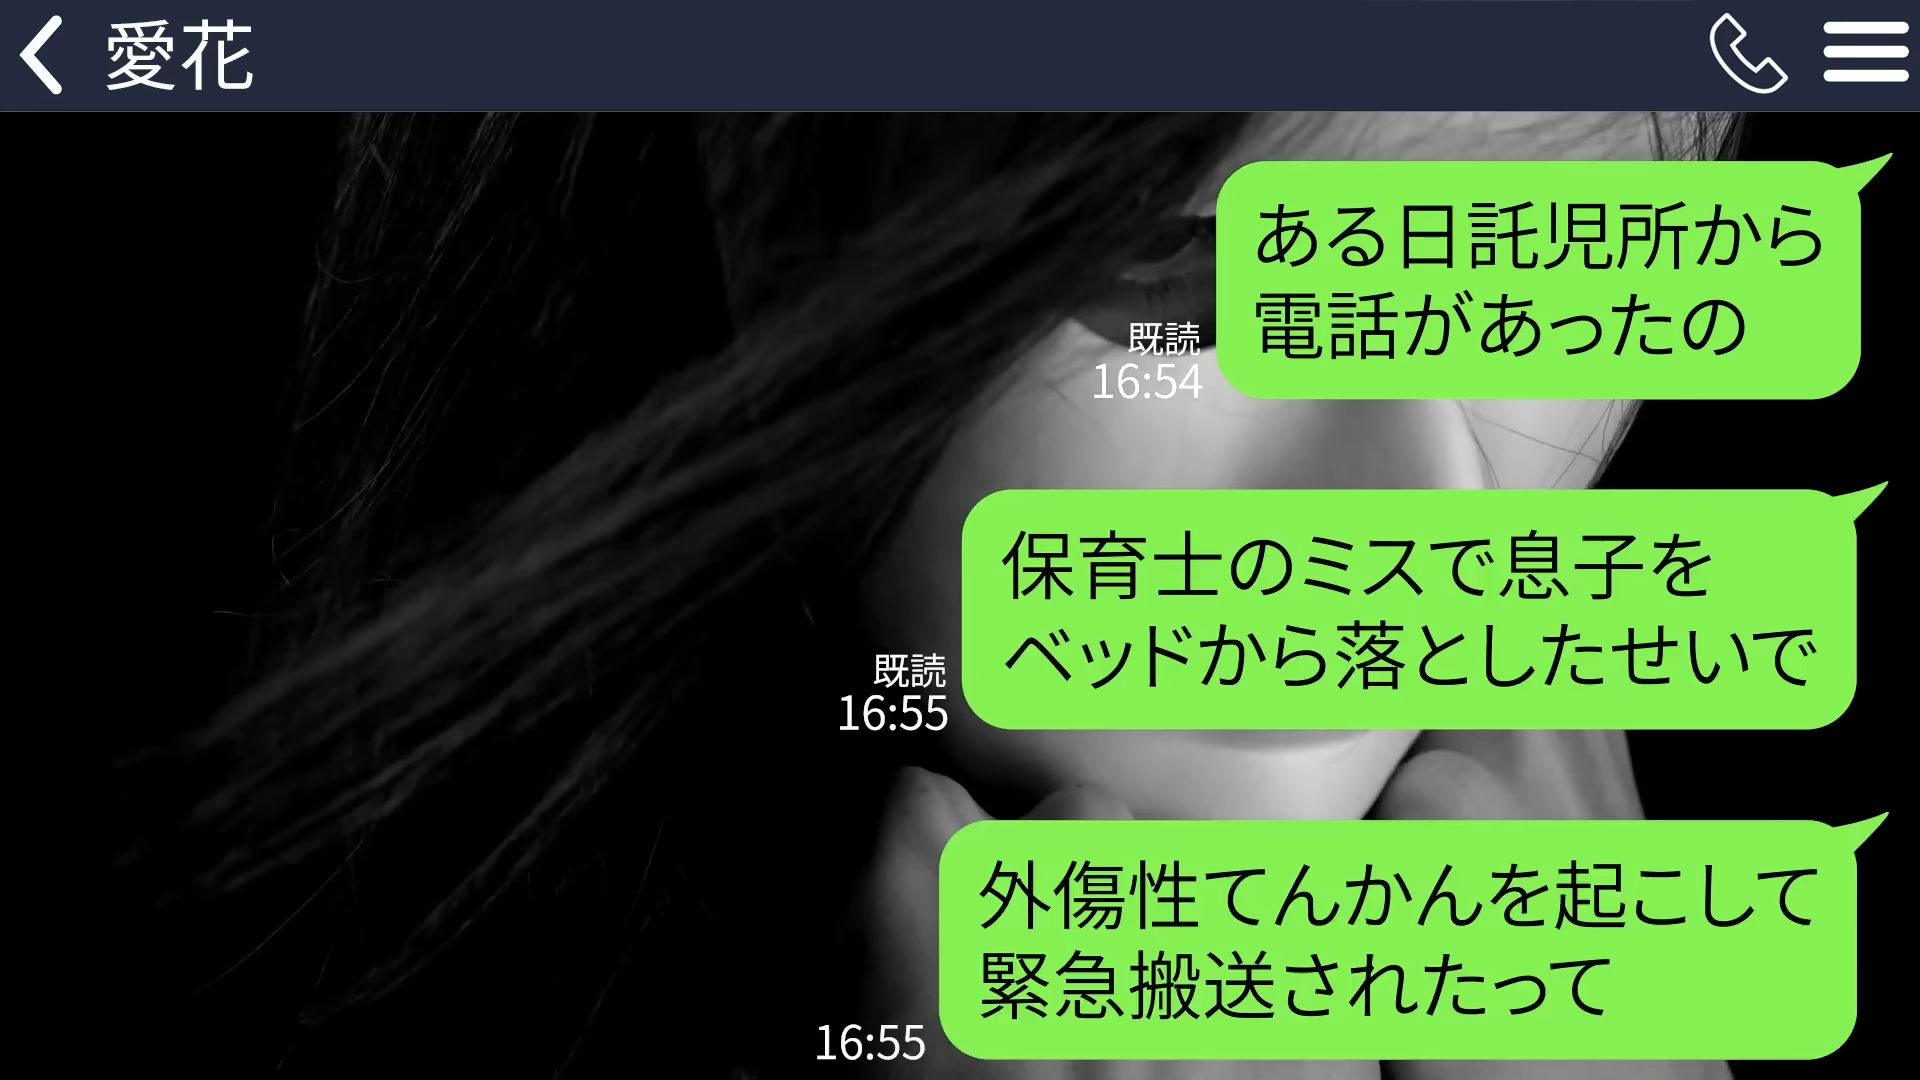 愛花
ある日託児所から
電話があったの
既読
16:54
保育士のミスで息子を
ベッドから落としたせいで
既読
16:55
外傷性てんかんを起こして
緊急搬送されたって
16:55